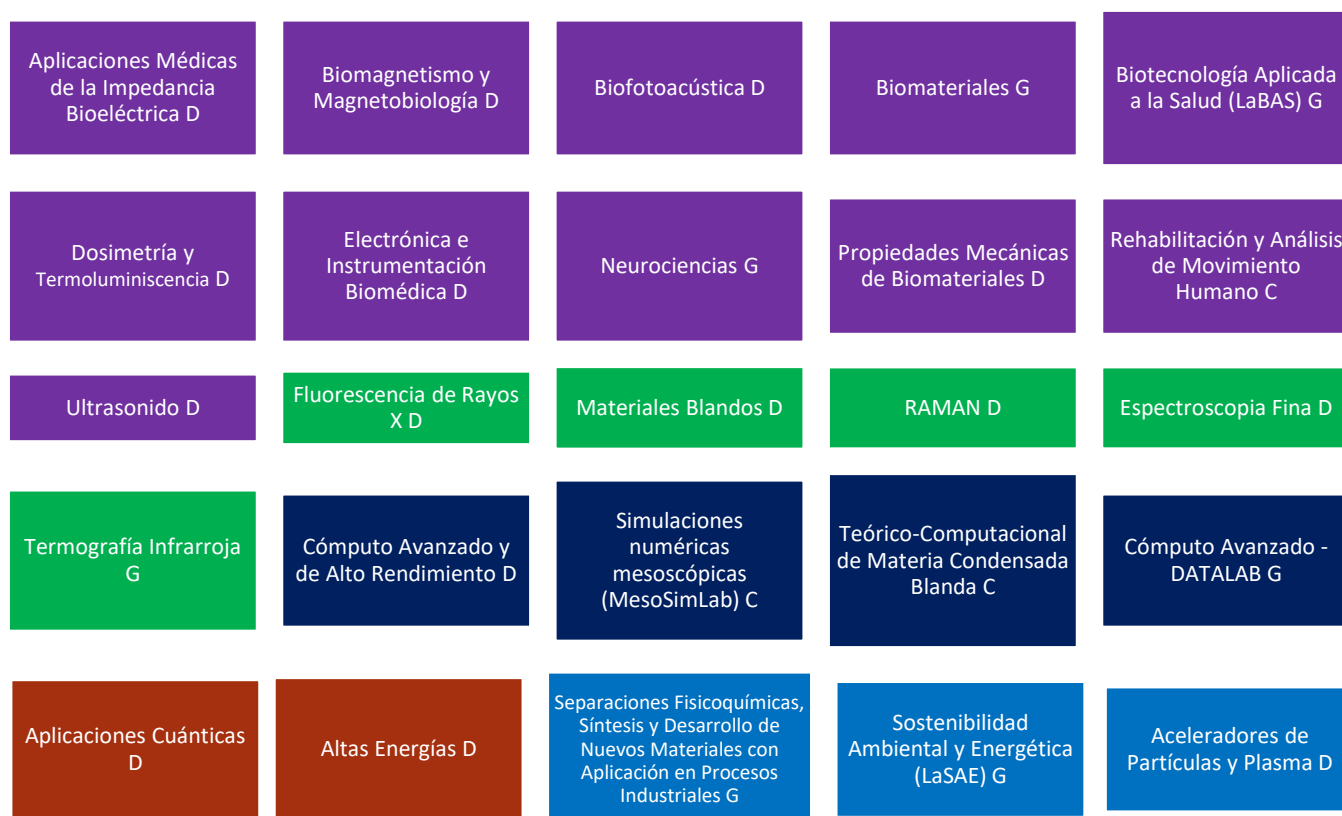 Aplicaciones Médicas
de la Impedancia
Bioeléctrica D
Biomagnetismo y
Magnetobiología D
Biofotoacústica D
Biomateriales G
Biotecnología Aplicada
a la Salud (LaBAS) G
Dosimetría y
Termoluminiscencia D
Electrónica e
Instrumentación
Biomédica D
Neurociencias G
Propiedades Mecánicas
de Biomateriales D
Rehabilitación y Análisis
de Movimiento
Humano C
Ultrasonido D
Fluorescencia de Rayos
X D
Materiales Blandos D
RAMAN D
Espectroscopia Fina D
Termografía Infrarroja
G
Cómputo Avanzado y
de Alto Rendimiento D
Simulaciones
numéricas
mesoscópicas
(MesoSimLab) C
Teórico-Computacional
de Materia Condensada
Blanda C
Cómputo Avanzado -
DATALAB G
Aplicaciones Cuánticas
D
Altas Energías D
Separaciones Fisicoquímicas,
Síntesis y Desarrollo de
Nuevos Materiales con
Aplicación en Procesos
Industriales G
Sostenibilidad
Ambiental y Energética
(LaSAE) G
Aceleradores de
Partículas y Plasma D